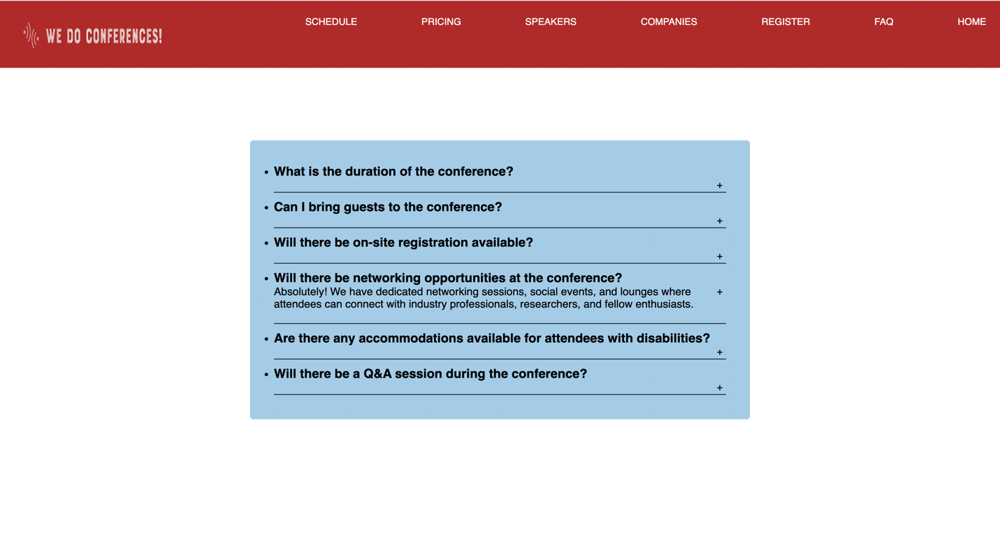 WE DO CONFERENCES!
SCHEDULE PRICING SPEAKERS COMPANIES REGISTER FAQ HOME
• What is the duration of the conference?
+
• Can I bring guests to the conference?
+
• Will there be on-site registration available?
+
• Will there be networking opportunities at the conference?
Absolutely! We have dedicated networking sessions, social events, and lounges where +
attendees can connect with industry professionals, researchers, and fellow enthusiasts.
• Are there any accommodations available for attendees with disabilities?
+
• Will there be a Q&A session during the conference?
+